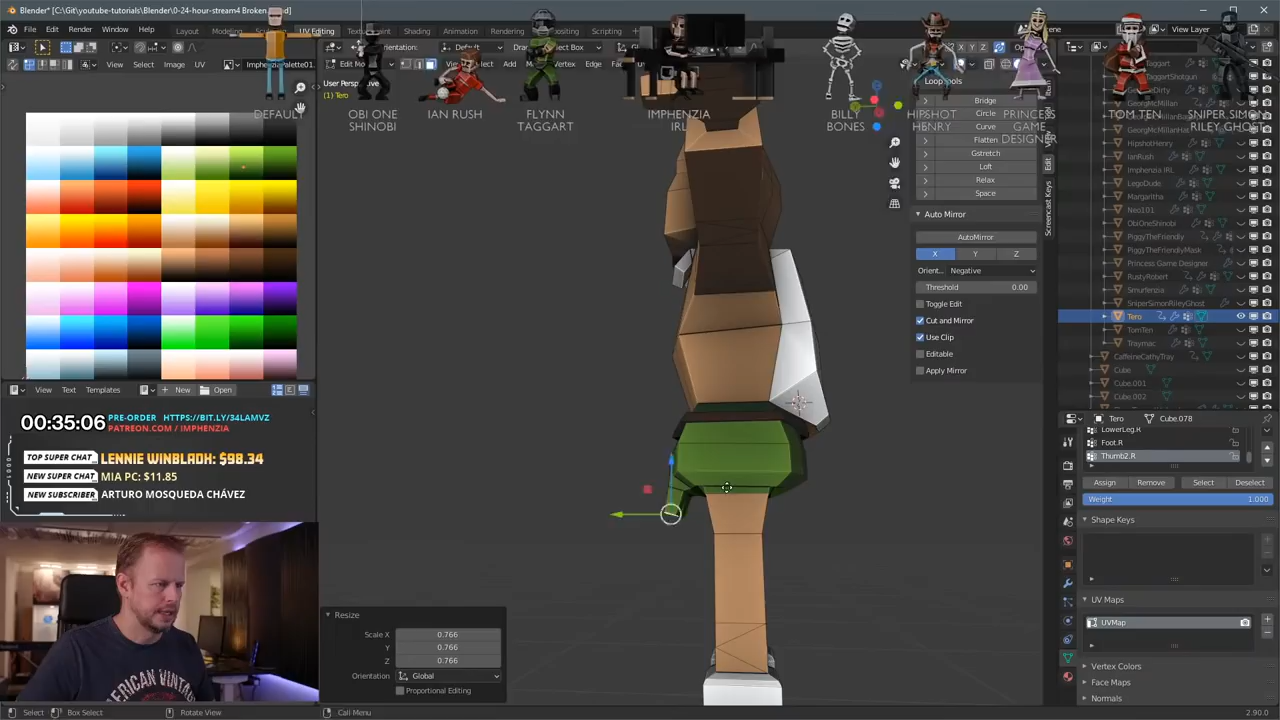 Blender* [C:\Git\youtube-tutorials\Blender\0-24-hour-stream4 Broken
File Edit Render Window Help Layout UV Editing Shading Animation Rendering Scripting View Layer
View Select Image UV Select Add Vertex Edge
User Perspective
(1) Tero
DEFAULT
OBI ONE
SHINOBI
IAN RUSH
FLYNN
TAGGART
IMPHENZIA
IRL
BILLY
BONES
HIPSHOT
HENRY
PRINCESS
GAME
DESIGNER
TOM TEN
Bridge
Circle
Curve
Flatten
Gstretch
Loft
Relax
Space
Edit
Screencast Keys
Auto Mirror
AutoMirror
X Y Z
Orient.. Negative
Threshold 0.00
Toggle Edit
Cut and Mirror
Use Clip
Editable
Apply Mirror
HipshotHenry
IanRush
Imphenzia IRL
LegoDude
Margaritha
Neo101
ObiOneShinobi
PiggyTheFriendly
PiggyTheFriendlyMask
Princess Game Designer
RustyRobert
Smurfenzia
SniperSimonRileyGhost
Tero
TomTen
Traymac
CaffeineCathyTray
Cube
Cube.001
Cube.002
Tero Cube.078
LowerLeg.R
Foot.R
Thumb2.R
Assign Remove Select Deselect
Weight 1.000
Shape Keys
UV Maps
UVMap
Vertex Colors
Face Maps
Normals
View Text Templates New Open
00:35:06 PRE-ORDER HTTPS://BIT.LY/34LAMVZ
PATREON.COM / IMPHENZIA
TOP SUPER CHAT LENNIE WINBLADH: $98.34
NEW SUPER CHAT MIA PC: $11.85
NEW SUBSCRIBER ARTURO MOSQUEDA CHÁVEZ
Resize
Scale X 0.766
Y 0.766
Z 0.766
Orientation Global
Proportional Editing
Select Box Select Rotate View Call Menu 2.90.0